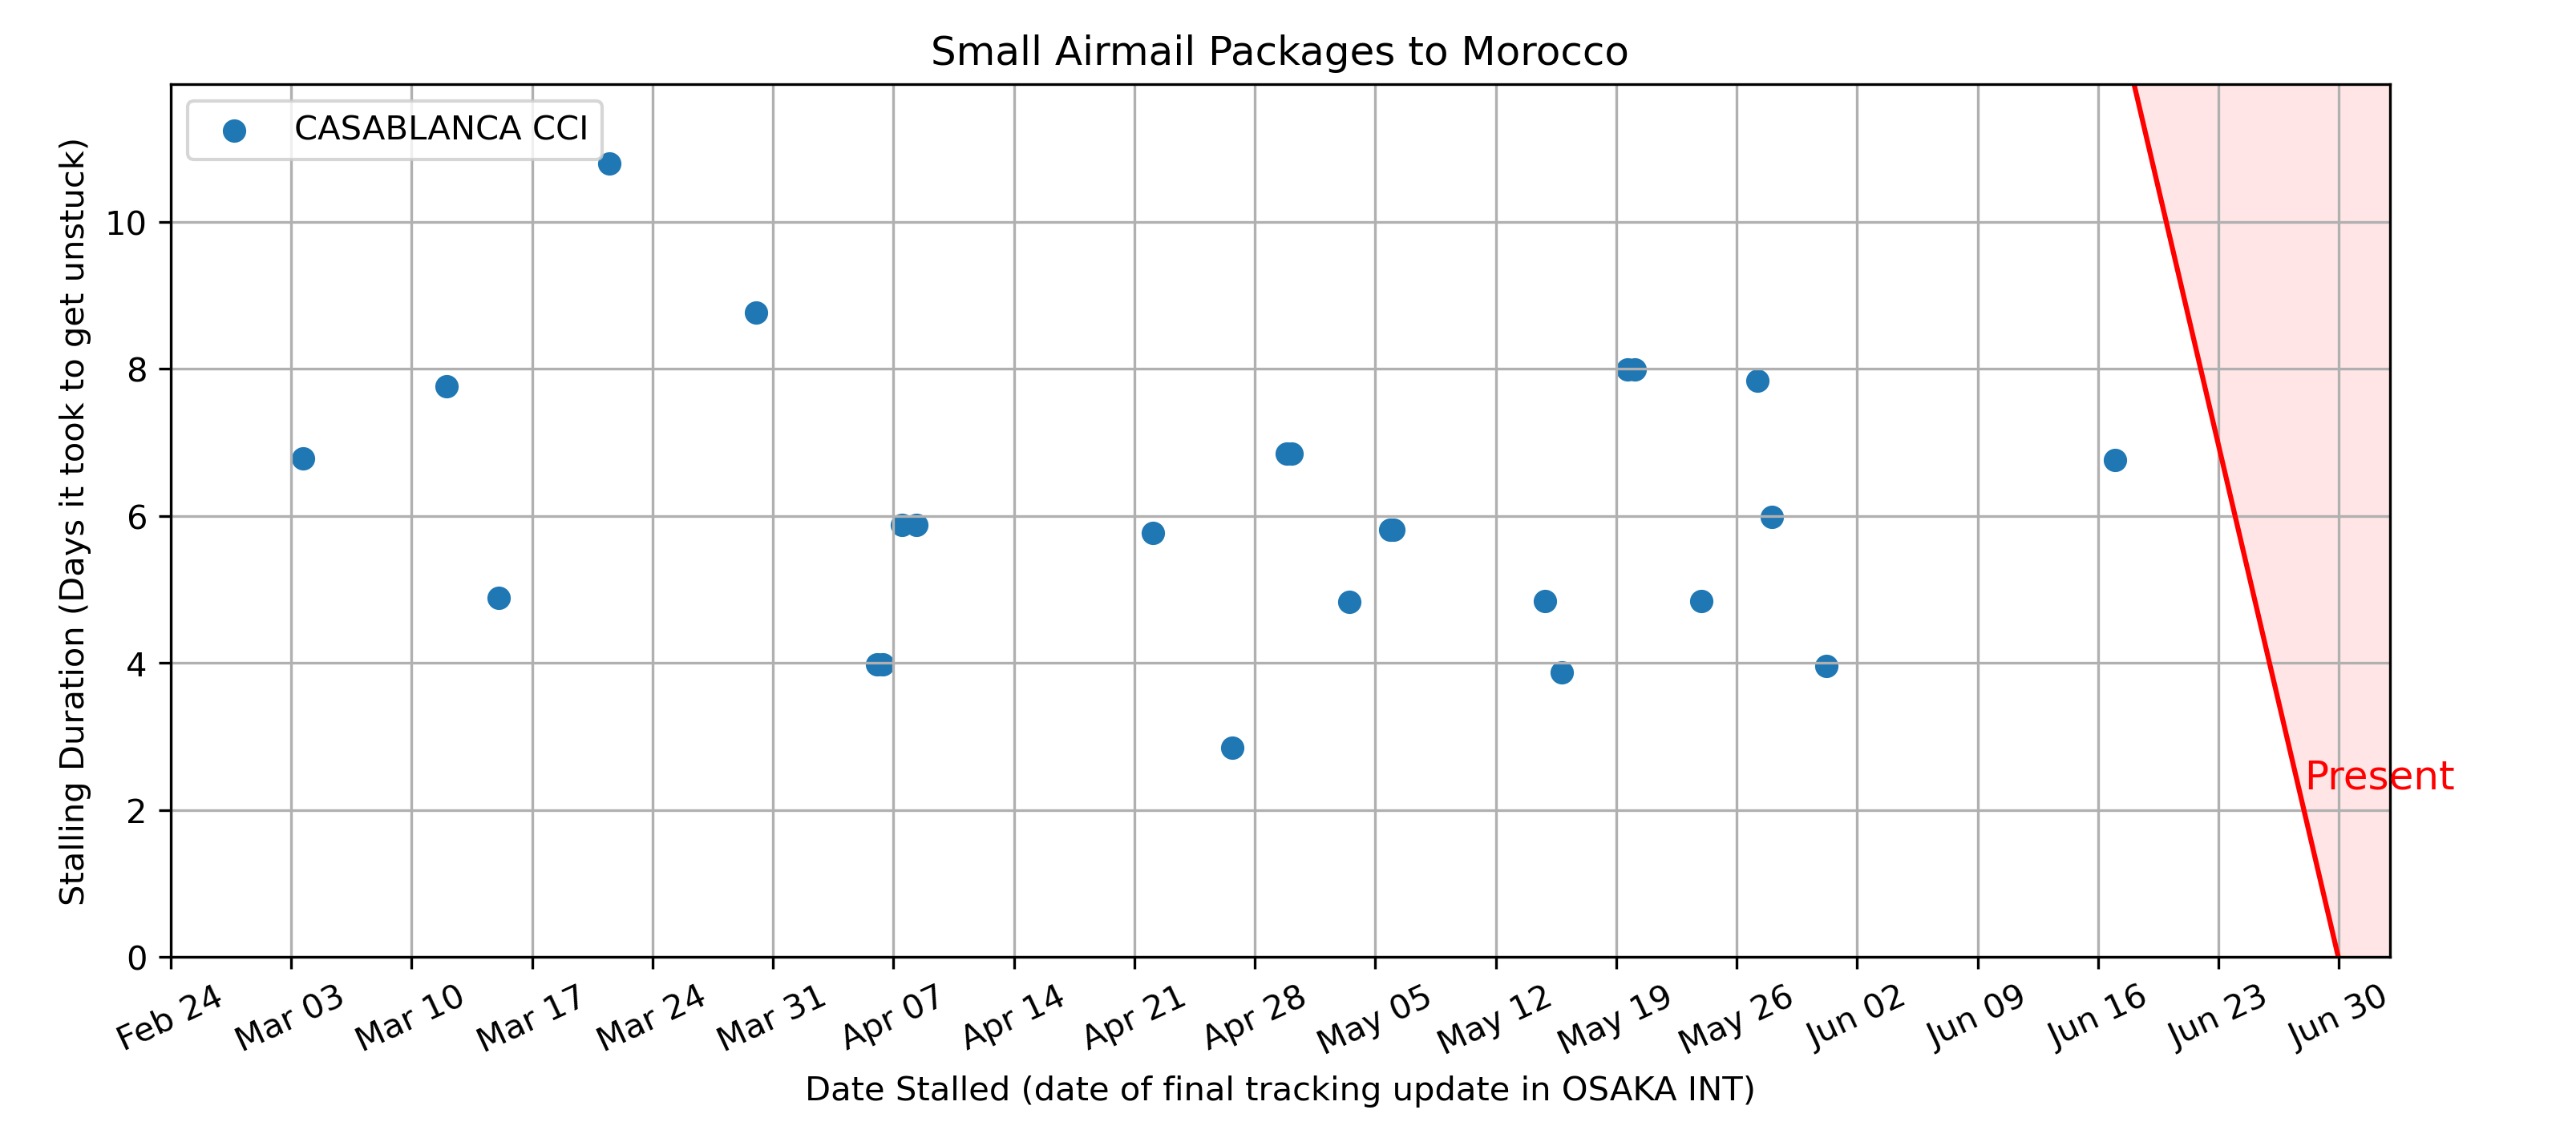 Small Airmail Packages to Morocco
CASABLANCA CCI
Stalling Duration (Days it took to get unstuck)
10
8
6
4
2
0
Present
Feb 24 Mar 03 Mar 10 Mar 17 Mar 24 Mar 31 Apr 07 Apr 14 Apr 21 Apr 28 May 05 May 12 May 19 May 26 Jun 02 Jun 09 Jun 16 Jun 23 Jun 30
Date Stalled (date of final tracking update in OSAKA INT)